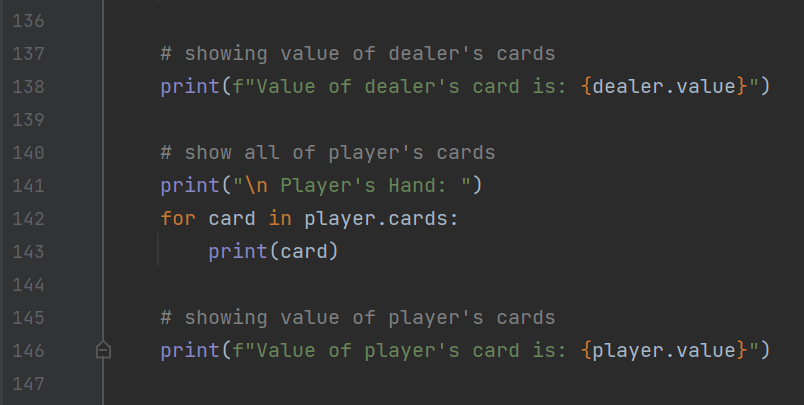 136
137 # showing value of dealer's cards
138 print(f"Value of dealer's card is: {dealer.value}")
139
140 # show all of player's cards
141 print("\n Player's Hand: ")
142 for card in player.cards:
143 print(card)
144
145 # showing value of player's cards
146 print(f"Value of player's card is: {player.value}")
147